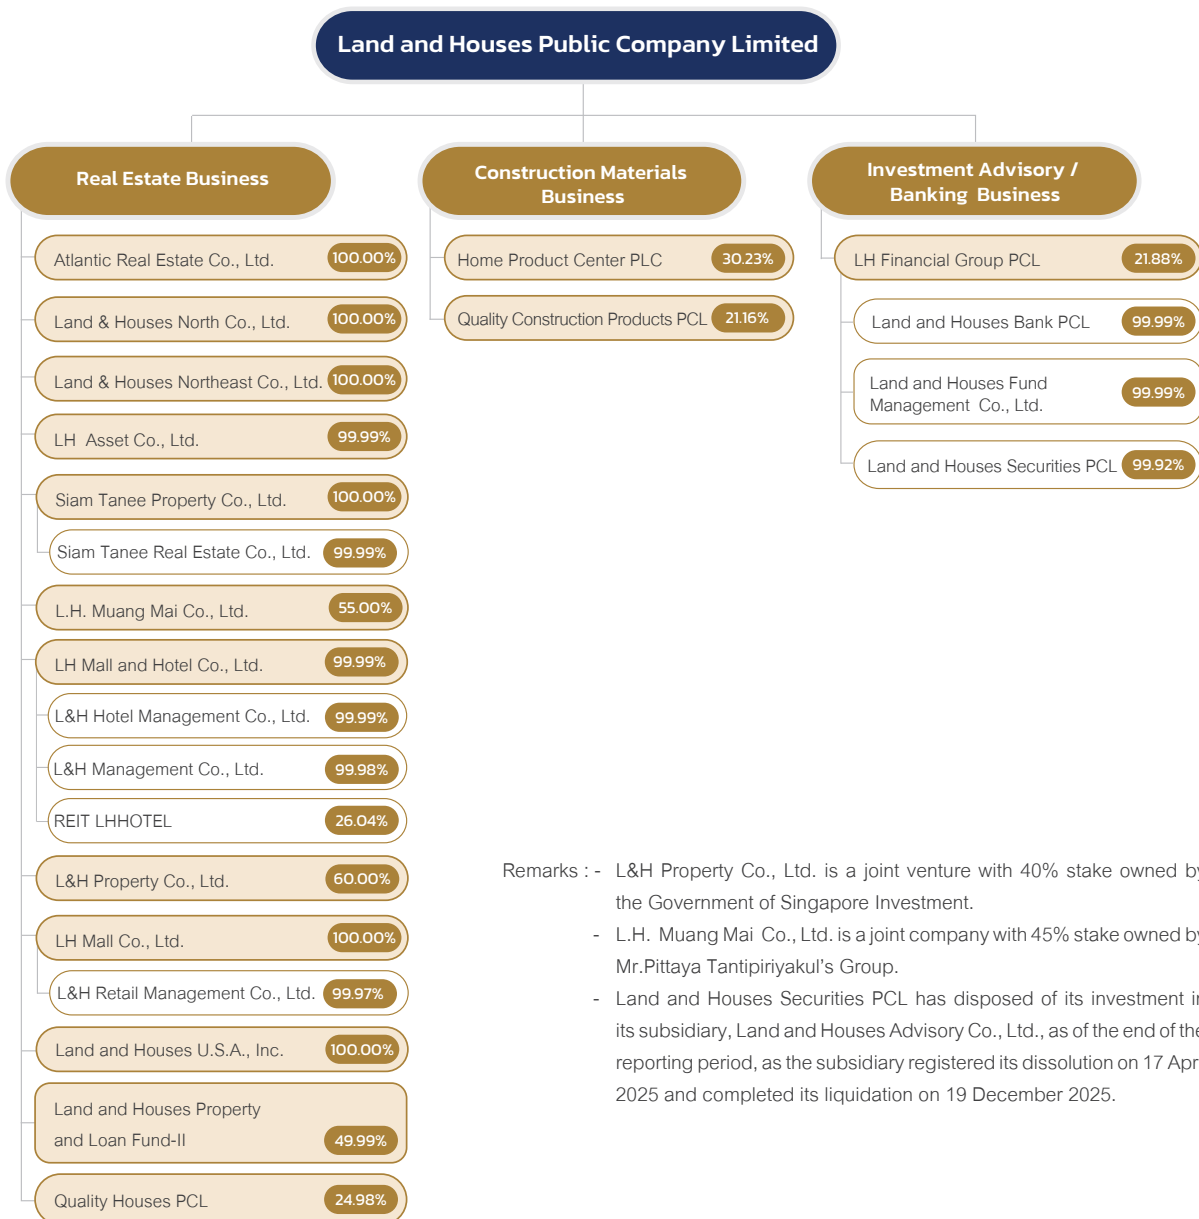 Land and Houses Public Company Limited
Real Estate Business
Atlantic Real Estate Co., Ltd. 100.00%
Land & Houses North Co., Ltd. 100.00%
Land & Houses Northeast Co., Ltd. 100.00%
LH Asset Co., Ltd. 99.99%
Siam Tanee Property Co., Ltd. 100.00%
Siam Tanee Real Estate Co., Ltd. 99.99%
L.H. Muang Mai Co., Ltd. 55.00%
LH Mall and Hotel Co., Ltd. 99.99%
L&H Hotel Management Co., Ltd. 99.99%
L&H Management Co., Ltd. 99.98%
REIT LHHOTEL 26.04%
L&H Property Co., Ltd. 60.00%
LH Mall Co., Ltd. 100.00%
L&H Retail Management Co., Ltd. 99.97%
Land and Houses U.S.A., Inc. 100.00%
Land and Houses Property
and Loan Fund-II 49.99%
Quality Houses PCL 24.98%
Construction Materials
Business
Home Product Center PLC 30.23%
Quality Construction Products PCL 21.16%
Investment Advisory /
Banking Business
LH Financial Group PCL 21.88%
Land and Houses Bank PCL 99.99%
Land and Houses Fund
Management Co., Ltd. 99.99%
Land and Houses Securities PCL 99.92%
Remarks : - L&H Property Co., Ltd. is a joint venture with 40% stake owned by
the Government of Singapore Investment.
- L.H. Muang Mai Co., Ltd. is a joint company with 45% stake owned by
Mr.Pittaya Tantipiriyakul's Group.
- Land and Houses Securities PCL has disposed of its investment in
its subsidiary, Land and Houses Advisory Co., Ltd., as of the end of the
reporting period, as the subsidiary registered its dissolution on 17 Apr
2025 and completed its liquidation on 19 December 2025.